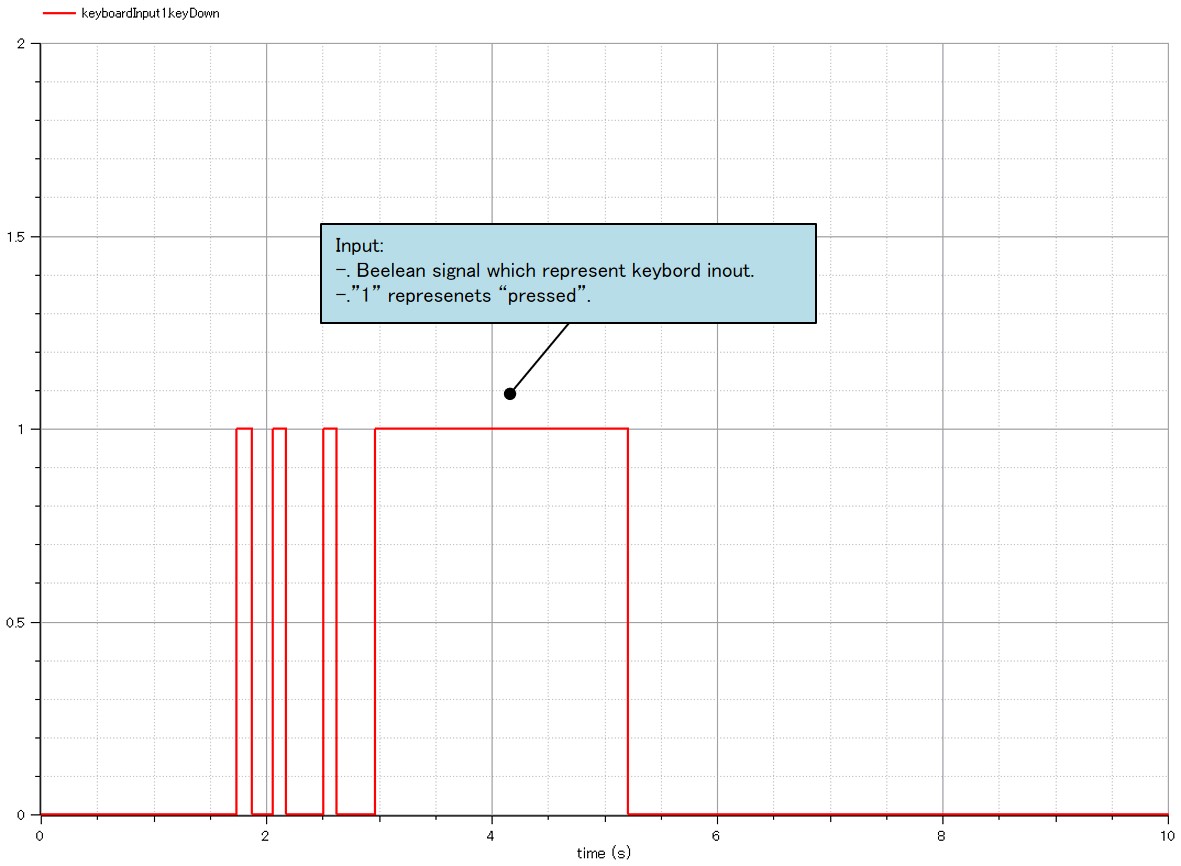 keyboardInput1.keyDown
2
1.5
Input:
-. Beelean signal which represent keybord inout.
-.”1” represenets “pressed”.
1
0.5
0
0 2 4 6 8 10
time (s)